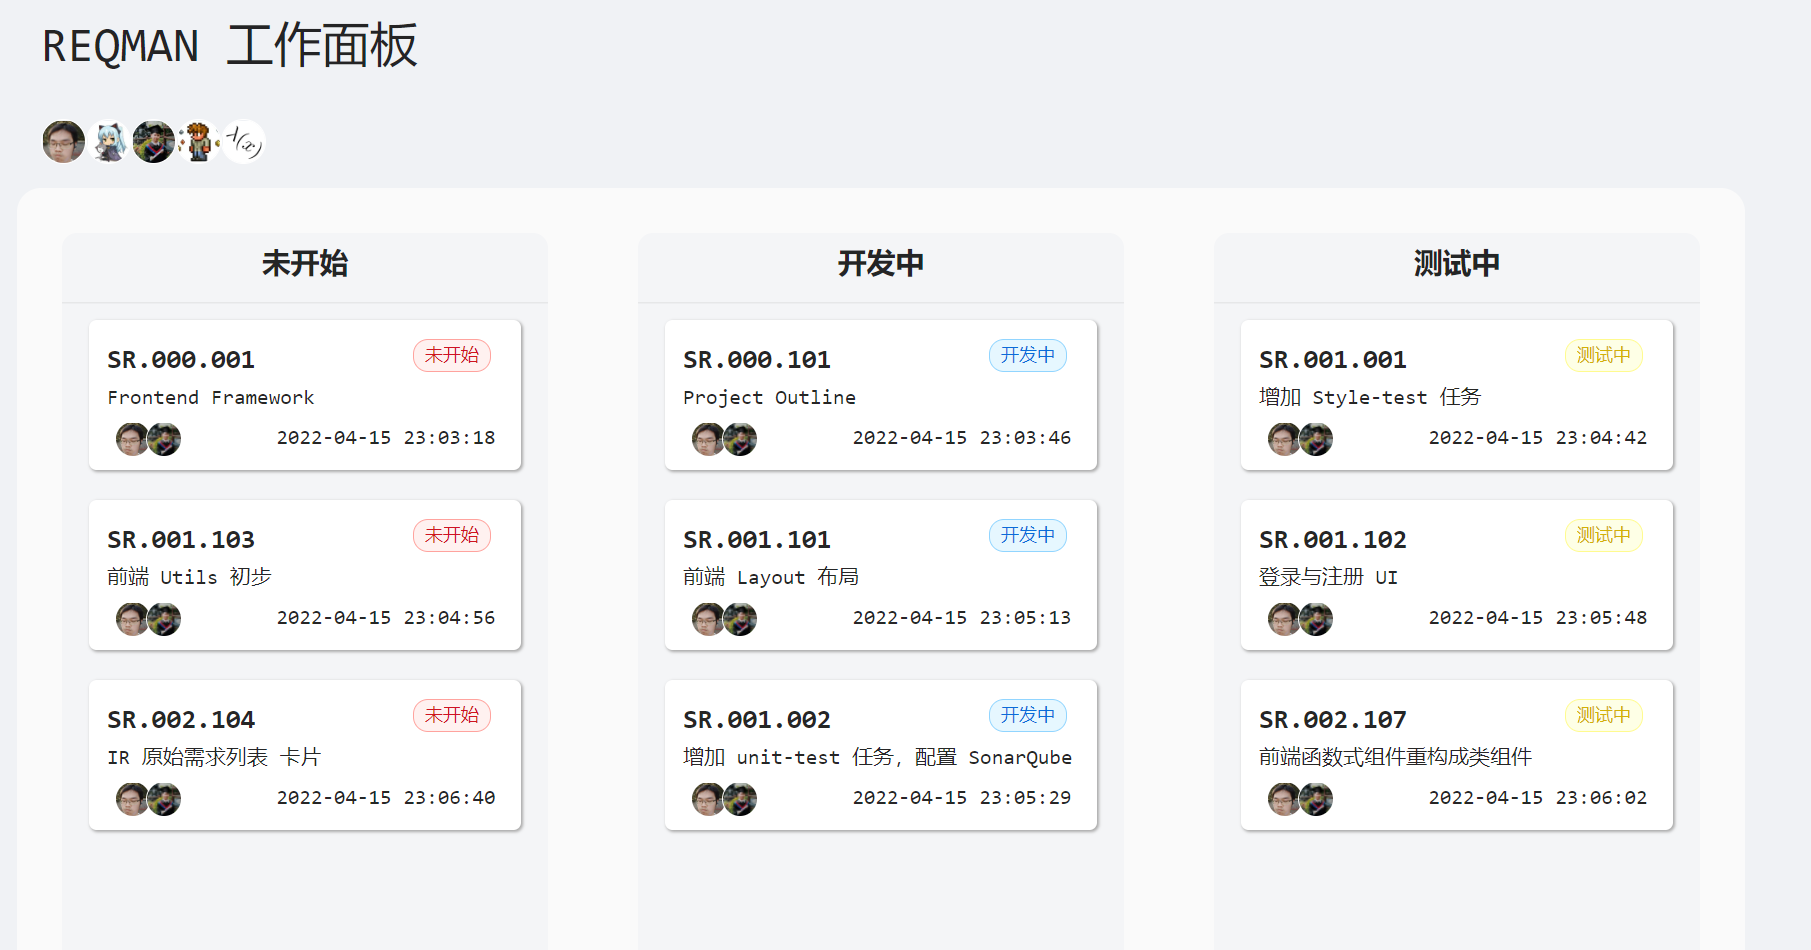 REQMAN 工作面板
未开始
SR.000.001 未开始
Frontend Framework
2022-04-15 23:03:18
SR.001.103 未开始
前端 Utils 初步
2022-04-15 23:04:56
SR.002.104 未开始
IR 原始需求列表 卡片
2022-04-15 23:06:40
开发中
SR.000.101 开发中
Project Outline
2022-04-15 23:03:46
SR.001.101 开发中
前端 Layout 布局
2022-04-15 23:05:13
SR.001.002 开发中
增加 unit-test 任务，配置 SonarQube
2022-04-15 23:05:29
测试中
SR.001.001 测试中
增加 Style-test 任务
2022-04-15 23:04:42
SR.001.102 测试中
登录与注册 UI
2022-04-15 23:05:48
SR.002.107 测试中
前端函数式组件重构成类组件
2022-04-15 23:06:02